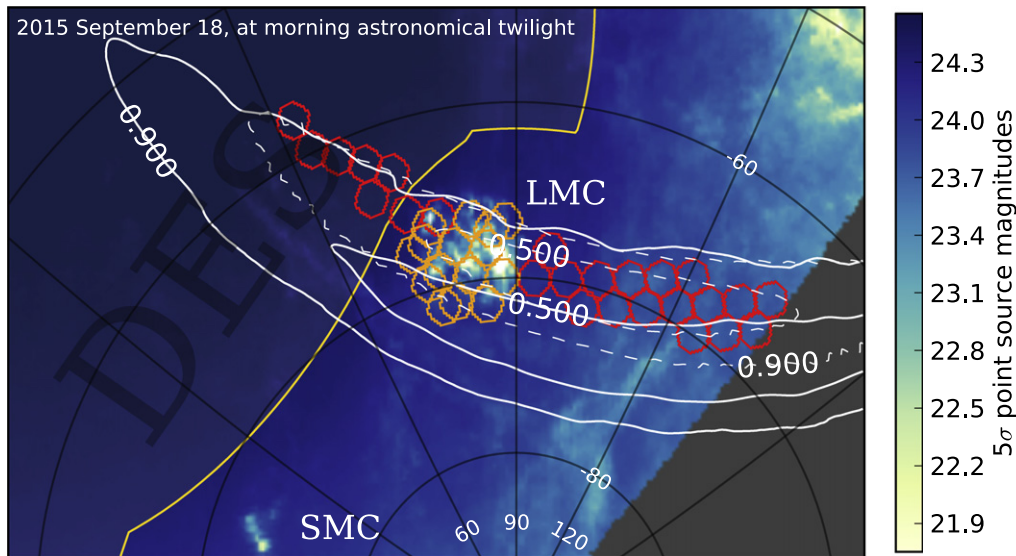 2015 September 18, at morning astronomical twilight
0.900
DES
LMC
-60
0.500
0.500
0.900
-80
SMC
60 90 120
24.3
24.0
23.7
23.4
23.1
22.8
22.5
22.2
21.9
5σ point source magnitudes